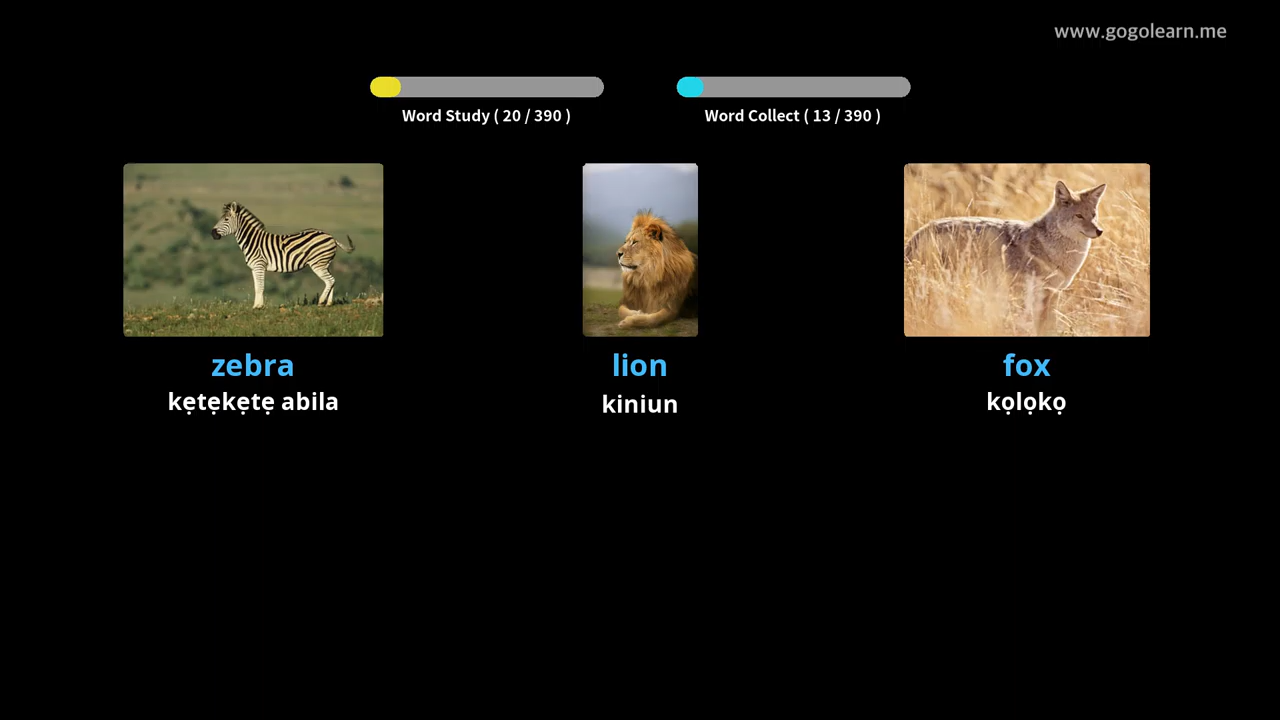 www.gogolearn.me
Word Study ( 20 / 390 )
Word Collect ( 13 / 390 )
zebra
kẹtẹkẹtẹ abila
lion
kiniun
fox
kọlọkọ